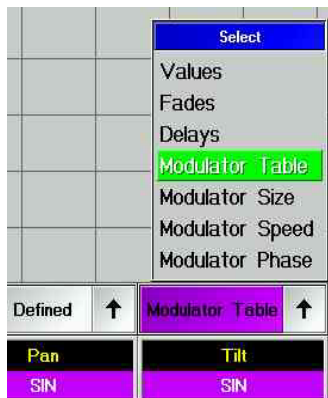 Select
Values
Fades
Delays
Modulator Table
Modulator Size
Modulator Speed
Modulator Phase
Defined ↑ Modulator Table ↑
Pan Tilt
SIN SIN